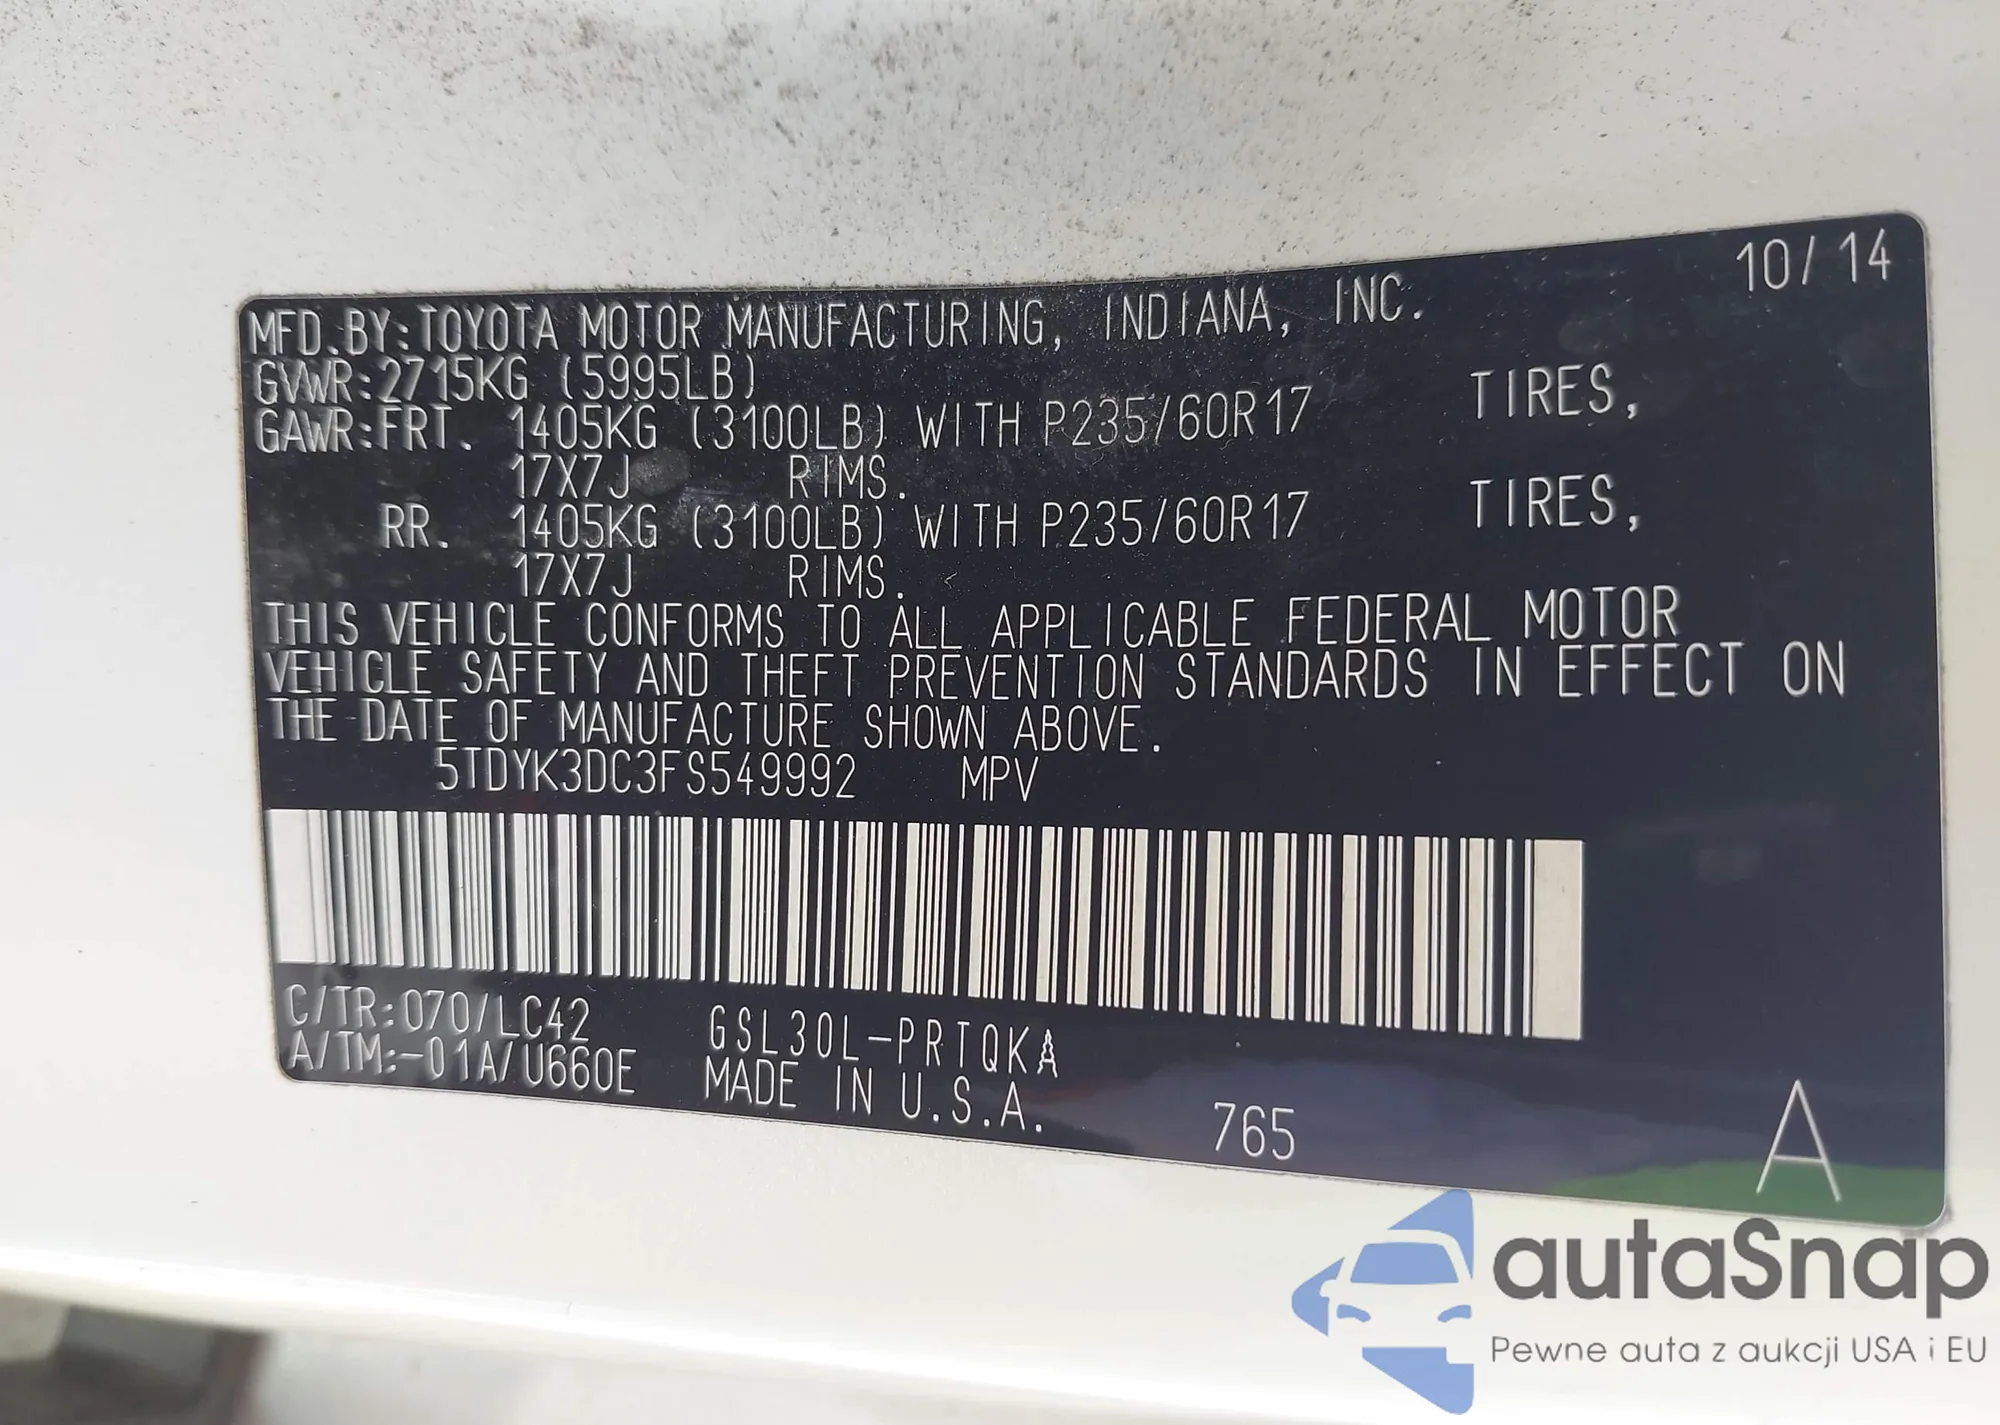 10/14
MFD.BY:TOYOTA MOTOR MANUFACTURING, INDIANA, INC.
GVWR:2715KG (5995LB)
GAWR:FRT. 1405KG (3100LB) WITH P235/60R17 TIRES,
17X7J RIMS.
RR. 1405KG (3100LB) WITH P235/60R17 TIRES,
17X7J RIMS.
THIS VEHICLE CONFORMS TO ALL APPLICABLE FEDERAL MOTOR
VEHICLE SAFETY AND THEFT PREVENTION STANDARDS IN EFFECT ON
THE DATE OF MANUFACTURE SHOWN ABOVE.
5TDYK3DC3FS549992 MPV
C/TR:070/LC42 GSL30L-PRTQKA
A/TM:-01A/U660E MADE IN U.S.A.
765 A
autaSnap
Pewne auta z aukcji USA i EU